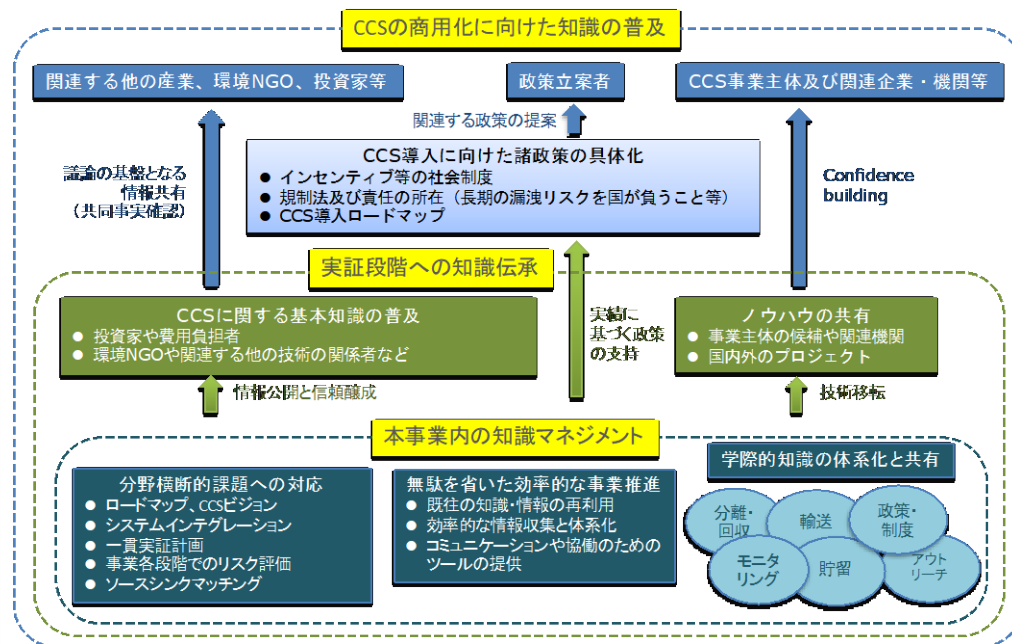 CCSの商用化に向けた知識の普及
関連する他の産業、環境NGO、投資家等
政策立案者
CCS事業主体及び関連企業・機関等
関連する政策の提案
議論の基盤となる
情報共有
（共同事実確認）
CCS導入に向けた諸政策の具体化
● インセンティブ等の社会制度
● 規制法及び責任の所在（長期の漏洩リスクを国が負うこと等）
● CCS導入ロードマップ
Confidence
building
実証段階への知識伝承
CCSに関する基本知識の普及
● 投資家や費用負担者
● 環境NGOや関連する他の技術の関係者など
実績に
基づく政策
の支持
ノウハウの共有
● 事業主体の候補や関連機関
● 国内外のプロジェクト
情報公開と信頼醸成
技術移転
本事業内の知識マネジメント
分野横断的課題への対応
● ロードマップ、CCSビジョン
● システムインテグレーション
● 一貫実証計画
● 事業各段階でのリスク評価
● ソースシンクマッチング
無駄を省いた効率的な事業推進
● 既往の知識・情報の再利用
● 効率的な情報収集と体系化
● コミュニケーションや協働のための
ツールの提供
学際的知識の体系化と共有
分離・
回収
輸送
政策・
制度
モニタ
リング
貯留
アウト
リーチ